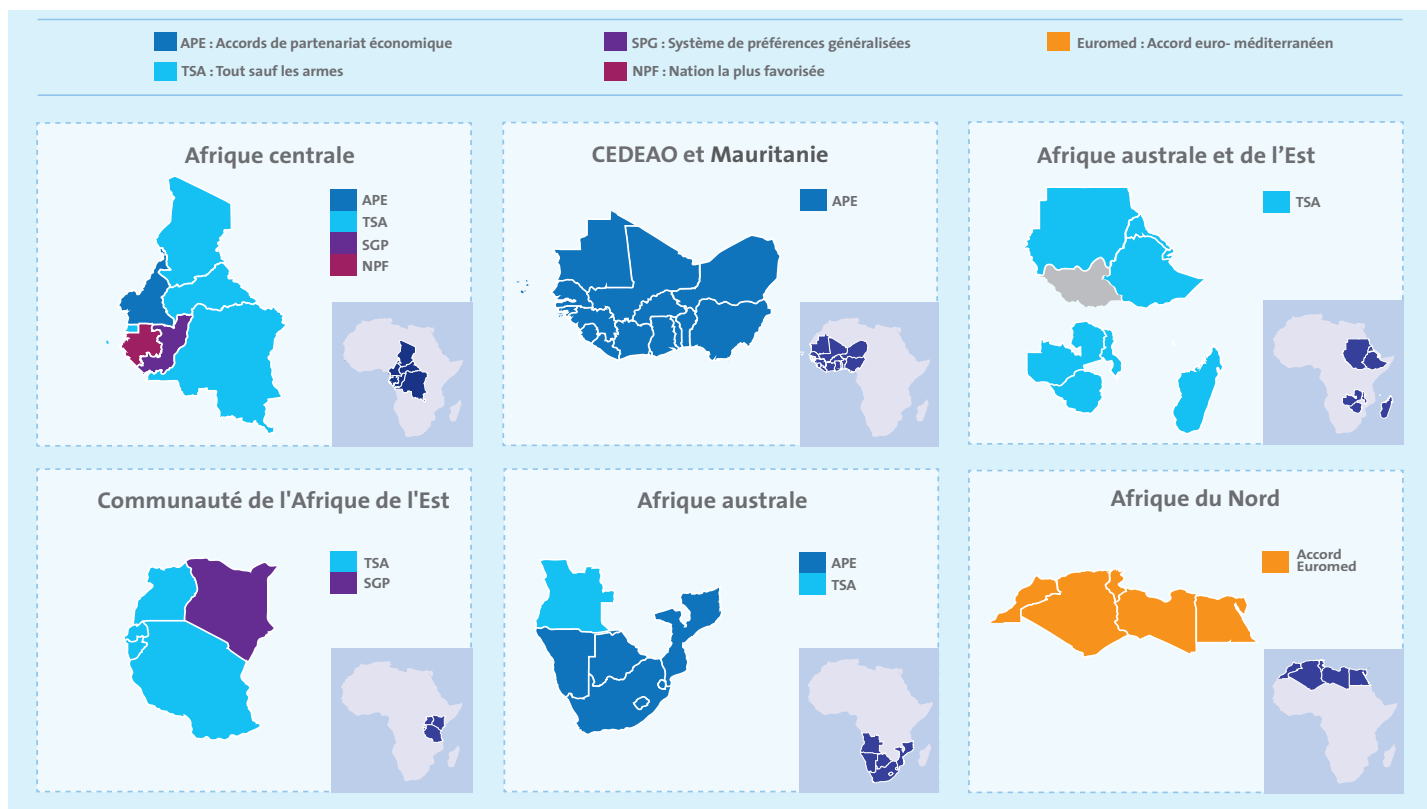 APE : Accords de partenariat économique
SPG : Système de préférences généralisées
Euromed : Accord euro- méditerranéen
TSA : Tout sauf les armes
NPF : Nation la plus favorisée
Afrique centrale
APE
TSA
SGP
NPF
CEDEAO et Mauritanie
APE
Afrique australe et de l’Est
TSA
Communauté de l'Afrique de l'Est
TSA
SGP
Afrique australe
APE
TSA
Afrique du Nord
Accord
Euromed